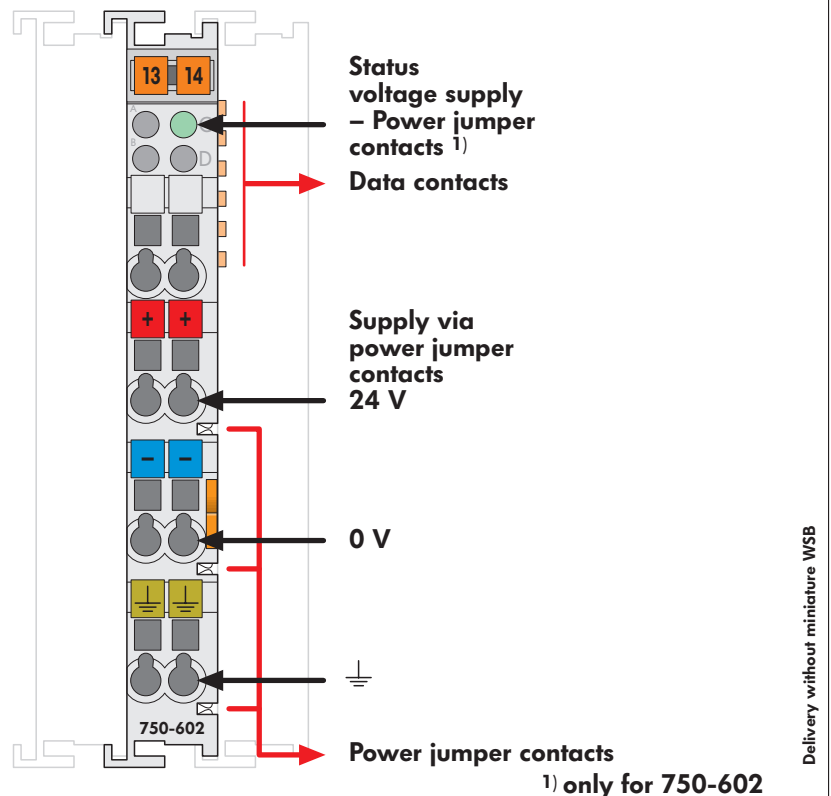 13 14
A
C
B
D
Status
voltage supply
– Power jumper
contacts 1)
Data contacts
+ +
Supply via
power jumper
contacts
24 V
– –
0 V
750-602
Power jumper contacts
1) only for 750-602
Delivery without miniature WSB